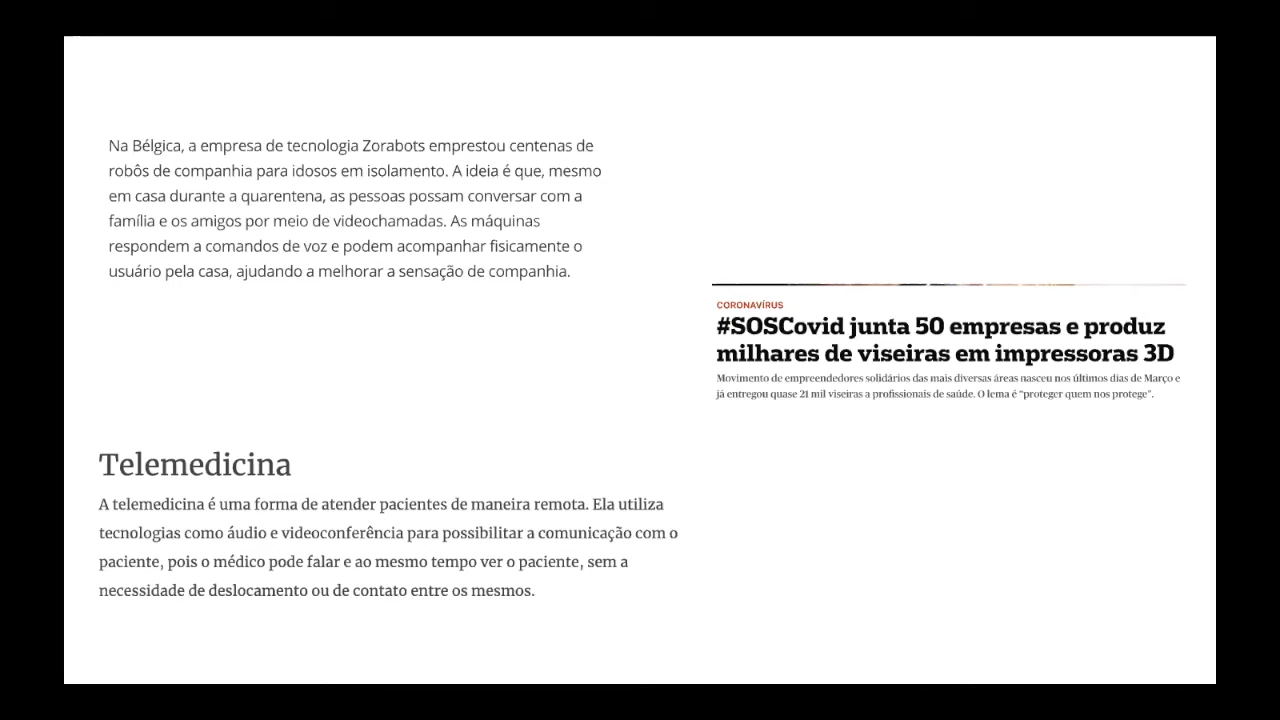 Na Bélgica, a empresa de tecnologia Zorabots emprestou centenas de
robôs de companhia para idosos em isolamento. A ideia é que, mesmo
em casa durante a quarentena, as pessoas possam conversar com a
família e os amigos por meio de videochamadas. As máquinas
respondem a comandos de voz e podem acompanhar fisicamente o
usuário pela casa, ajudando a melhorar a sensação de companhia.
CORONAVÍRUS
#SOSCovid junta 50 empresas e produz
milhares de viseiras em impressoras 3D
Movimento de empreendedores solidários das mais diversas áreas nasceu nos últimos dias de Março e
já entregou quase 21 mil viseiras a profissionais de saúde. O lema é “proteger quem nos protege”.
Telemedicina
A telemedicina é uma forma de atender pacientes de maneira remota. Ela utiliza
tecnologias como áudio e videoconferência para possibilitar a comunicação com o
paciente, pois o médico pode falar e ao mesmo tempo ver o paciente, sem a
necessidade de deslocamento ou de contato entre os mesmos.